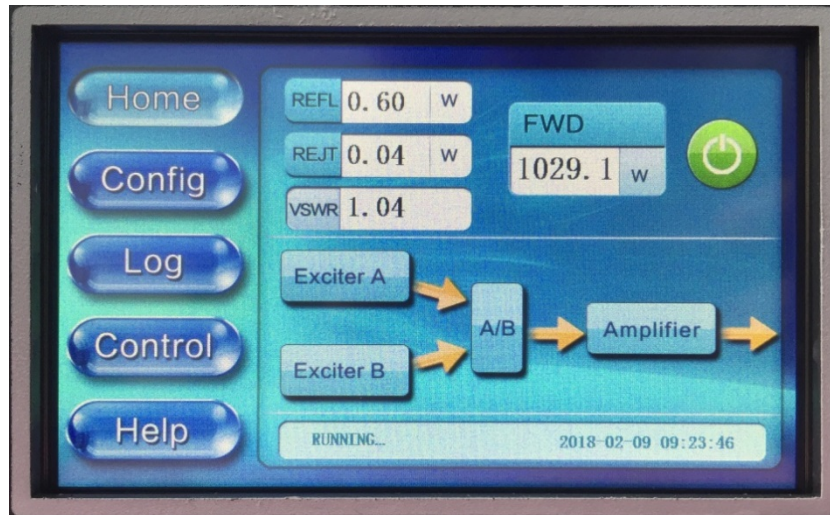 Home
Config
Log
Control
Help
REFL 0.60 W
REJT 0.04 W
VSWR 1.04
FWD
1029.1 W
Exciter A
Exciter B
A/B
Amplifier
RUNNING... 2018-02-09 09:23:46